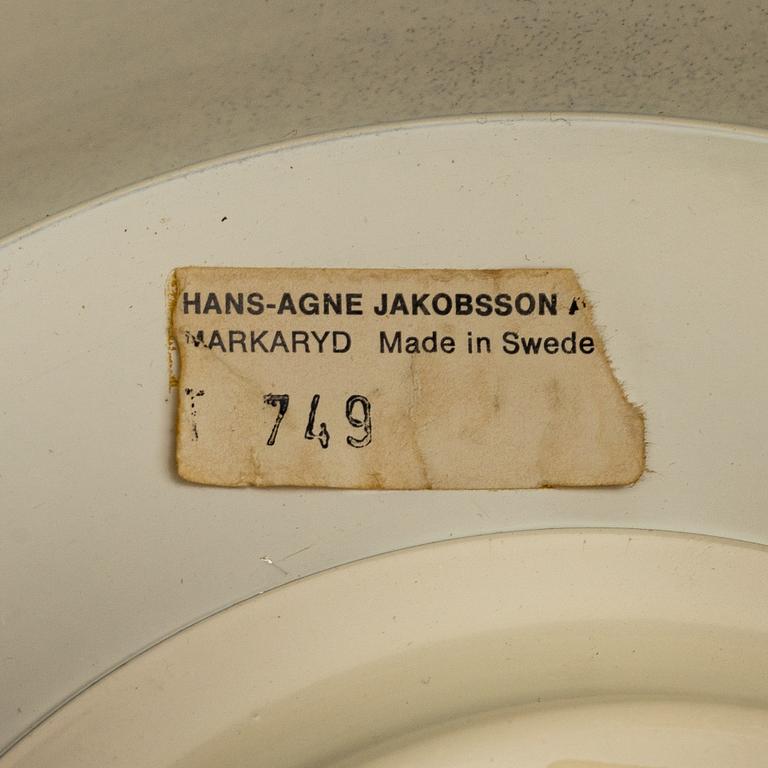 HANS-AGNE JAKOBSSON A
MARKARYD Made in Swede
T 749